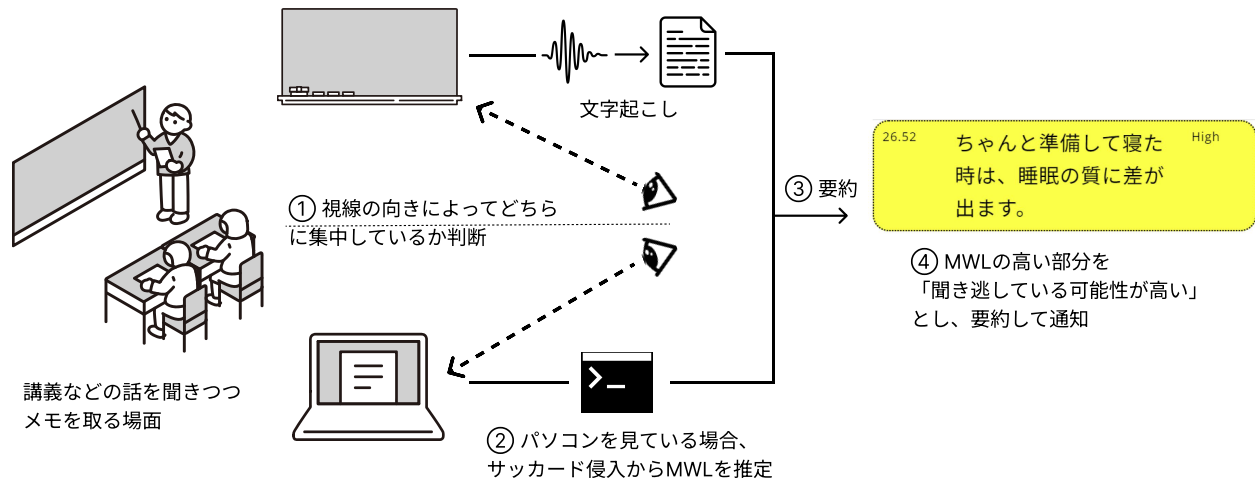 文字起こし
① 視線の向きによってどちら
に集中しているか判断
講義などの話を聞きつつ
メモを取る場面
② パソコンを見ている場合、
サッカード侵入からMWLを推定
③ 要約
26.52
ちゃんと準備して寝た
時は、睡眠の質に差が
出ます。
High
④ MWLの高い部分を
「聞き逃している可能性が高い」
とし、要約して通知